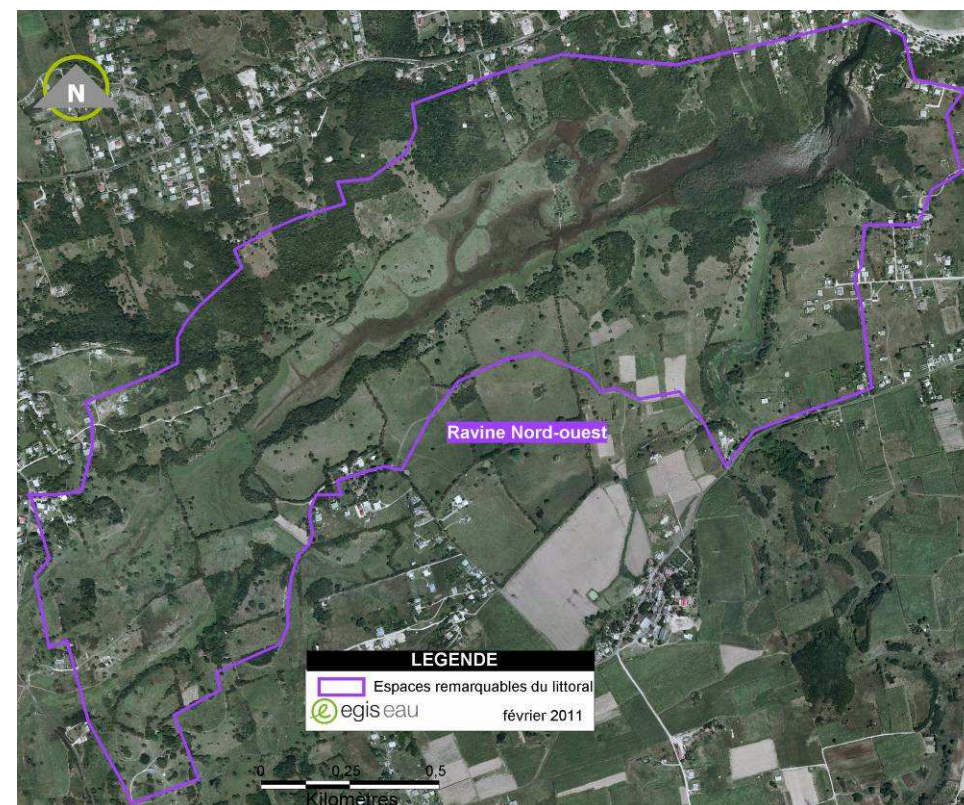 N
Ravine Nord-ouest
LEGENDE
Espaces remarquables du littoral
e egis eau février 2011
0 0,25 0,5
Kilomètres